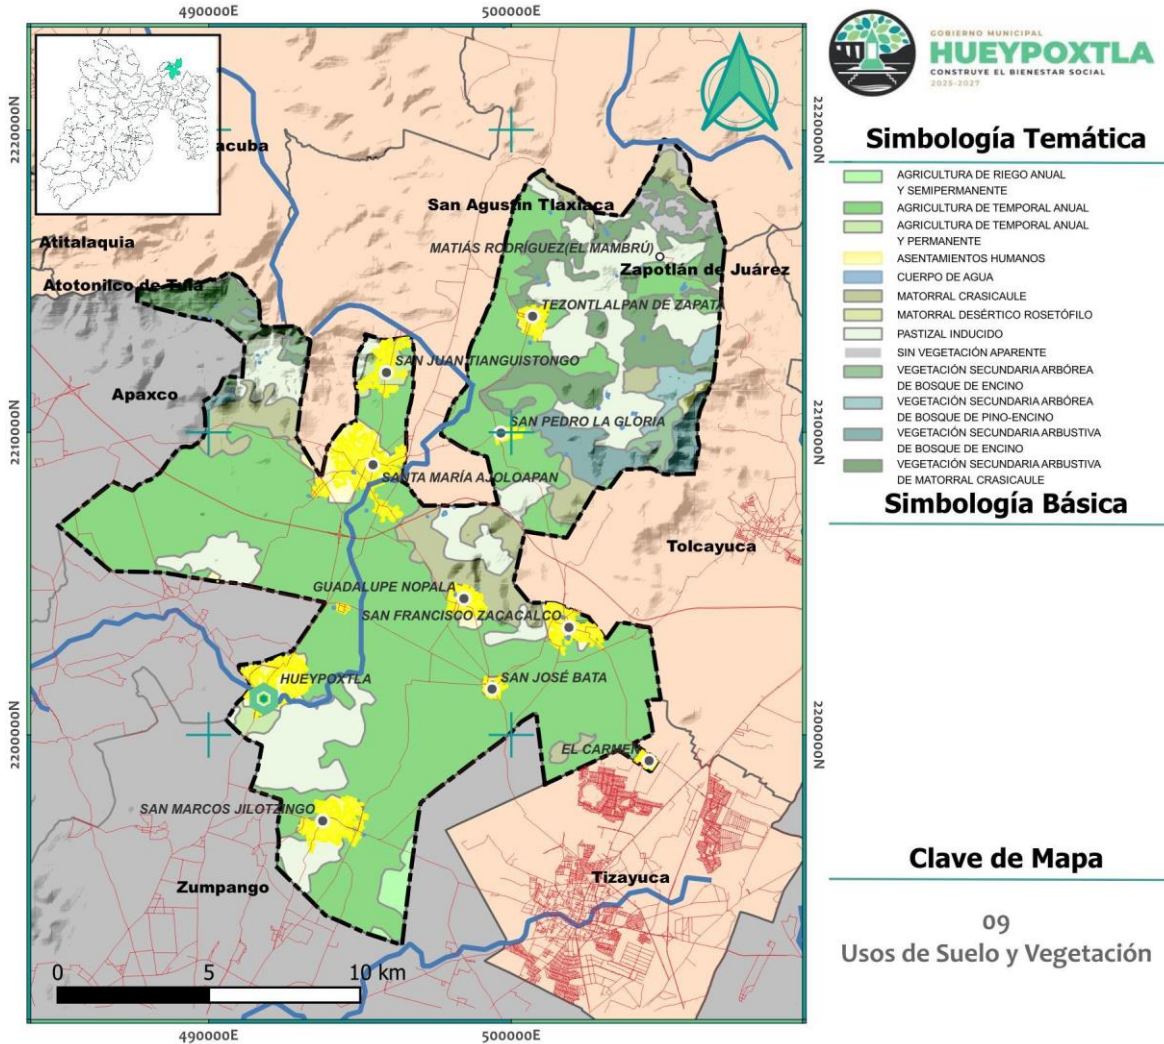 490000E
500000E
2220000N
2210000N
2200000N
2220000N
2210000N
2200000N
acuba
San Agustín Tlaxiaca
MATIÁS RODRÍGUEZ(EL MAMBRÚ)
Atitalaquia
Zapotlán de Juárez
Atotonilco de Tula
TEZONTLALPAN DE ZAPATA
SAN JUAN TIANGUISTONGO
Apaxco
SAN PEDRO LA GLORIA
SANTA MARÍA AJOLOAPAN
Tolcayuca
GUADALUPE NOPALA
SAN FRANCISCO ZACACALCO
HUEYPOXTLA
SAN JOSÉ BATA
EL CARMEN
SAN MARCOS JILOTZINGO
Zumpango
Tizayuca
0 5 10 km
490000E
500000E
GOBIERNO MUNICIPAL
HUEYPOXTLA
CONSTRUYE EL BIENESTAR SOCIAL
2025-2027
Simbología Temática
AGRICULTURA DE RIEGO ANUAL
Y SEMIPERMANENTE
AGRICULTURA DE TEMPORAL ANUAL
AGRICULTURA DE TEMPORAL ANUAL
Y PERMANENTE
ASENTAMIENTOS HUMANOS
CUERPO DE AGUA
MATORRAL CRASICAULE
MATORRAL DESÉRTICO ROSETÓFILO
PASTIZAL INDUCIDO
SIN VEGETACIÓN APARENTE
VEGETACIÓN SECUNDARIA ARBÓREA
DE BOSQUE DE ENCINO
VEGETACIÓN SECUNDARIA ARBÓREA
DE BOSQUE DE PINO-ENCINO
VEGETACIÓN SECUNDARIA ARBUSTIVA
DE BOSQUE DE ENCINO
VEGETACIÓN SECUNDARIA ARBUSTIVA
DE MATORRAL CRASICAULE
Simbología Básica
Clave de Mapa
09
Usos de Suelo y Vegetación